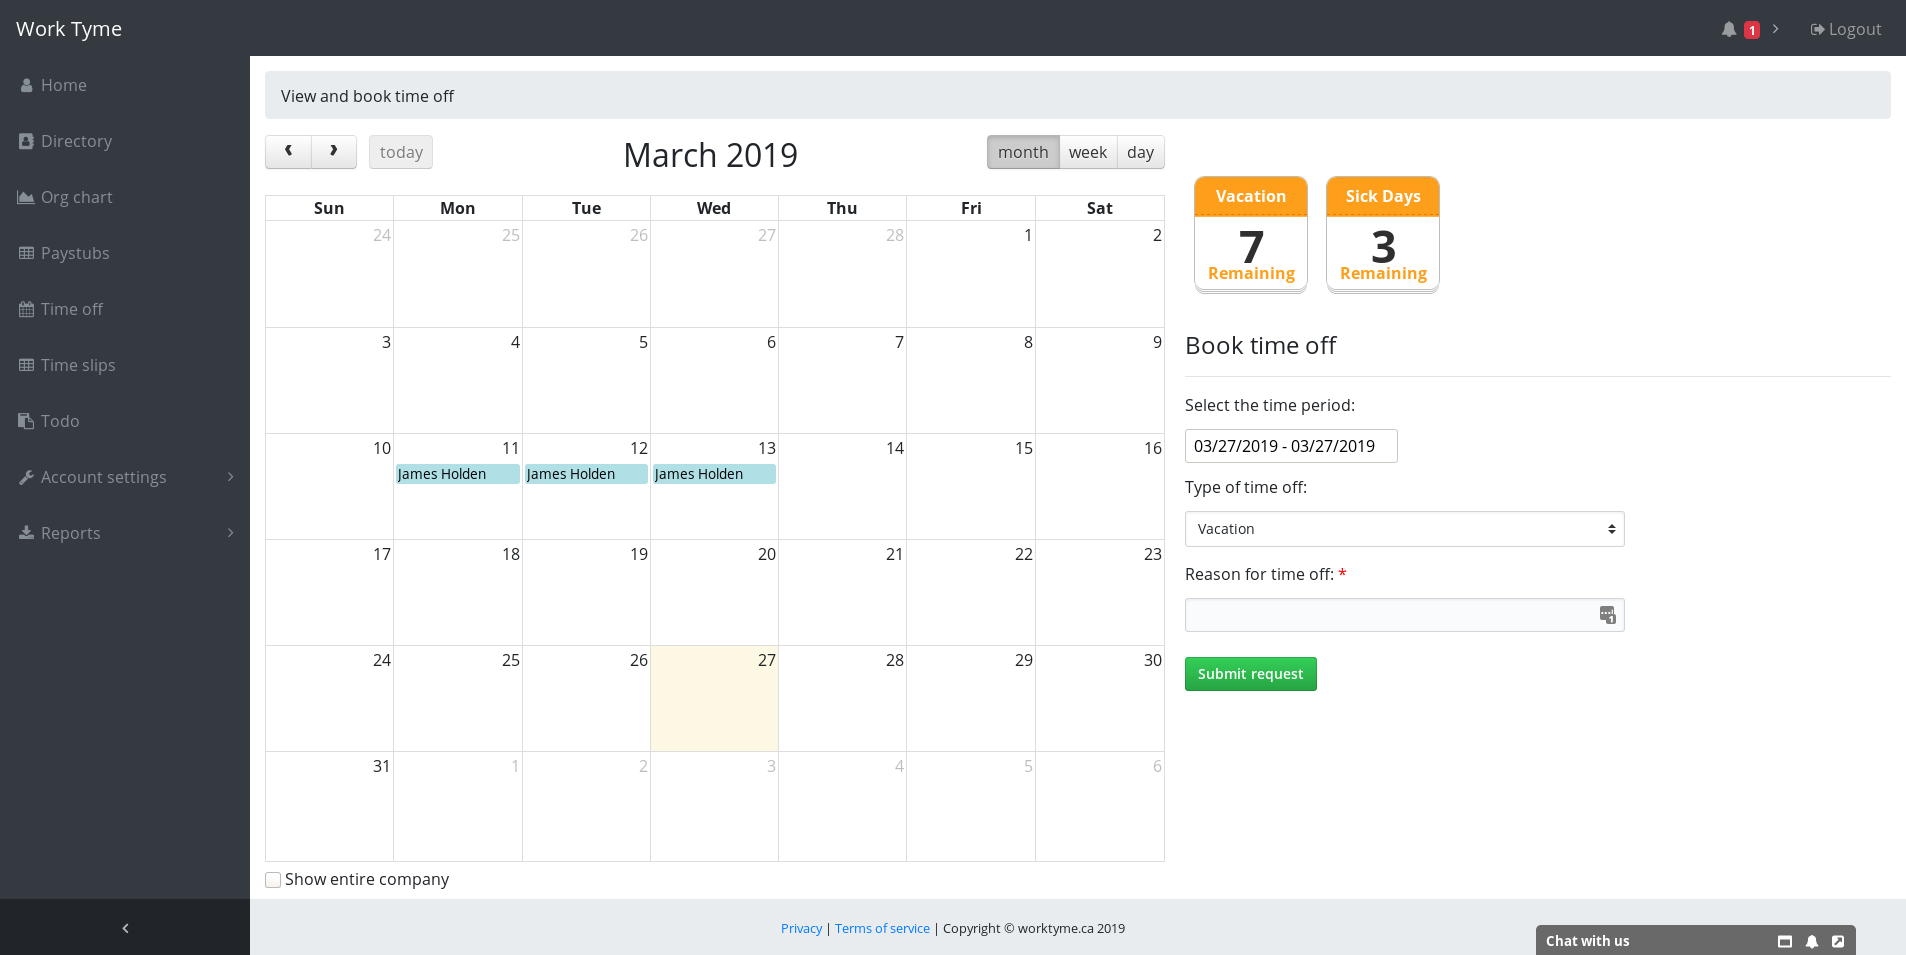 Work Tyme
1
Logout
Home
Directory
Org chart
Paystubs
Time off
Time slips
Todo
Account settings
Reports
View and book time off
today
March 2019
month week day
Sun Mon Tue Wed Thu Fri Sat
24 25 26 27 28 1 2
3 4 5 6 7 8 9
10 11 12 13 14 15 16
James Holden James Holden James Holden
17 18 19 20 21 22 23
24 25 26 27 28 29 30
31 1 2 3 4 5 6
Show entire company
Vacation
7
Remaining
Sick Days
3
Remaining
Book time off
Select the time period:
03/27/2019 - 03/27/2019
Type of time off:
Vacation
Reason for time off: *
Submit request
Privacy | Terms of service | Copyright © worktyme.ca 2019
Chat with us